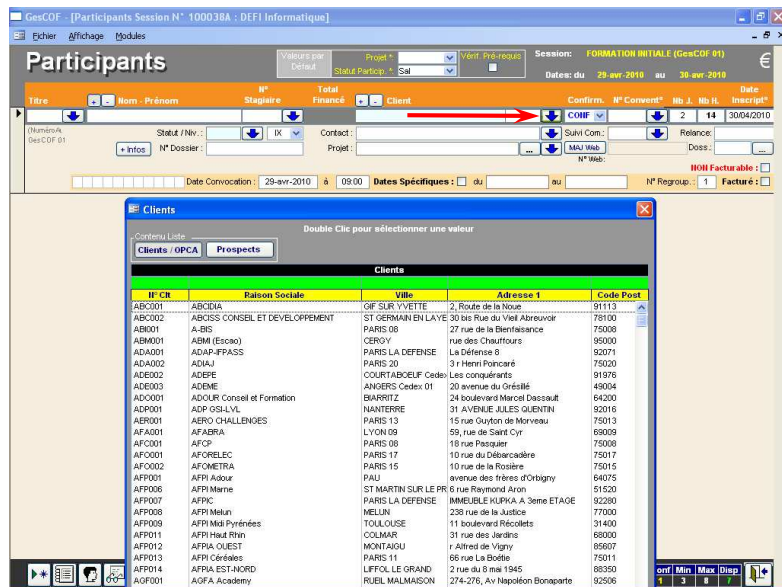 GesCOF - [Participants Session N° 100038A : DEFI Informatique]
Fichier Affichage Modules
Participants
Valeurs par Défaut
Projet *:
Statut Particip. *: Sal
Vérif. Pré-requis
Session: FORMATION INITIALE (GesCOF 01)
Dates: du 29-avr-2010 au 30-avr-2010
€
Titre + - Nom - Prénom N° Stagiaire Total Financé + - Client Confirm. N° Convent° Nb J. Nb H. Date Inscript°
CONF 2 14 30/04/2010
(NuméroA
GesCOF 01
Statut / Niv.: IX Contact: Suivi Com.: Relance:
+ Infos N° Dossier: Projet: ... MAJ Web Doss.: ...
N° Web:
NON Facturable :
Date Convocation : 29-avr-2010 à 09:00 Dates Spécifiques : du au N° Regroup.: 1 Facturé :
Clients
Contenu Liste
Double Clic pour sélectionner une valeur
Clients / OPCA Prospects
Clients
N° Clt Raison Sociale Ville Adresse 1 Code Post
ABC001 ABCIDIA GIF SUR YVETTE 2, Route de la Noue 91113
ABC002 ABCISS CONSEIL ET DEVELOPPEMENT ST GERMAIN EN LAYE 30 bis Rue du Vieil Abreuvoir 78100
ABI001 A-BIS PARIS 08 27 rue de la Bienfaisance 75008
ABM001 ABMI (Escao) CERGY rue des Chauffours 95000
ADA001 ADAP-IFPASS PARIS LA DEFENSE La Défense 8 92071
ADA002 ADIAJ PARIS 20 3 r Henri Poincaré 75020
ADE002 ADEPE COURTABOEUF Cedex Les conquérants 91976
ADE003 ADEME ANGERS Cedex 01 20 avenue du Grésillé 49004
ADO001 ADOUR Conseil et Formation BIARRITZ 24 boulevard Marcel Dassault 64200
ADP001 ADP GSI-LVL NANTERRE 31 AVENUE JULES QUENTIN 92016
AER001 AERO CHALLENGES PARIS 13 15 rue Guyton de Morveau 75013
AFA001 AFABRA LYON 09 59, rue de Saint Cyr 69009
AFC001 AFCP PARIS 08 18 rue Pasquier 75008
AFO001 AFORELEC PARIS 17 10 rue du Débarcadère 75017
AFO002 AFOMETRA PARIS 15 10 rue de la Rosière 75015
AFP001 AFPI Adour PAU avenue des frères d'Orbigny 64075
AFP006 AFPI Marne ST MARTIN SUR LE PR 6 rue Raymond Aron 51520
AFP007 AFPIC PARIS LA DEFENSE IMMEUBLE KUPKA A 3eme ETAGE 92280
AFP008 AFPI Melun MELUN 238 rue de la Justice 77000
AFP009 AFPI Midi Pyrénées TOULOUSE 11 boulevard Récollets 31400
AFP011 AFPI Haut Rhin COLMAR 31 rue des Jardins 68000
AFP012 AFPIA OUEST MONTAIGU r Alfred de Vigny 85607
AFP013 AFPI Céréales PARIS 11 66 rue La Boétie 75011
AFP014 AFPIA EST-NORD LIFFOL LE GRAND 2 rue du 8 mai 1945 88350
AGF001 AGFA Academy RUEIL MALMAISON 274-276, Av Napoléon Bonaparte 92506
onf Min Max Disp
1 3 8 7